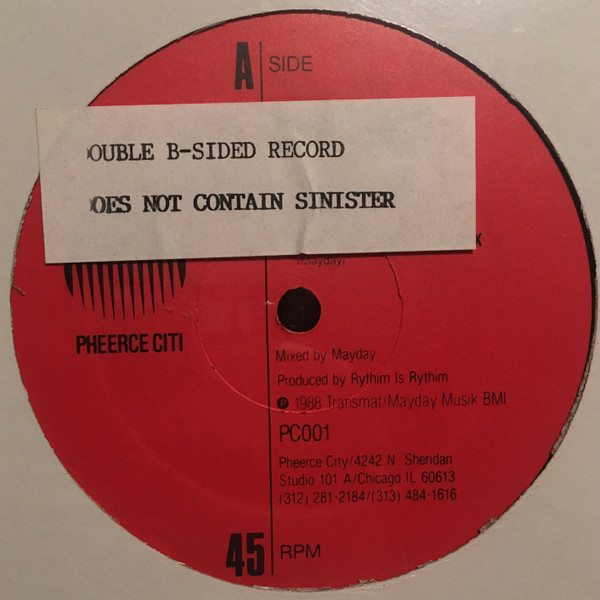 A SIDE
OUBLE B-SIDED RECORD
OES NOT CONTAIN SINISTER
X
(Mayday)
PHEERCE CITI
Mixed by Mayday
Produced by Rythim Is Rythim
℗ 1988 Transmat/Mayday Musik BMI
PC001
Pheerce City/4242 N. Sheridan
Studio 101 A/Chicago IL 60613
(312) 281-2184/(313) 484-1616
45 RPM